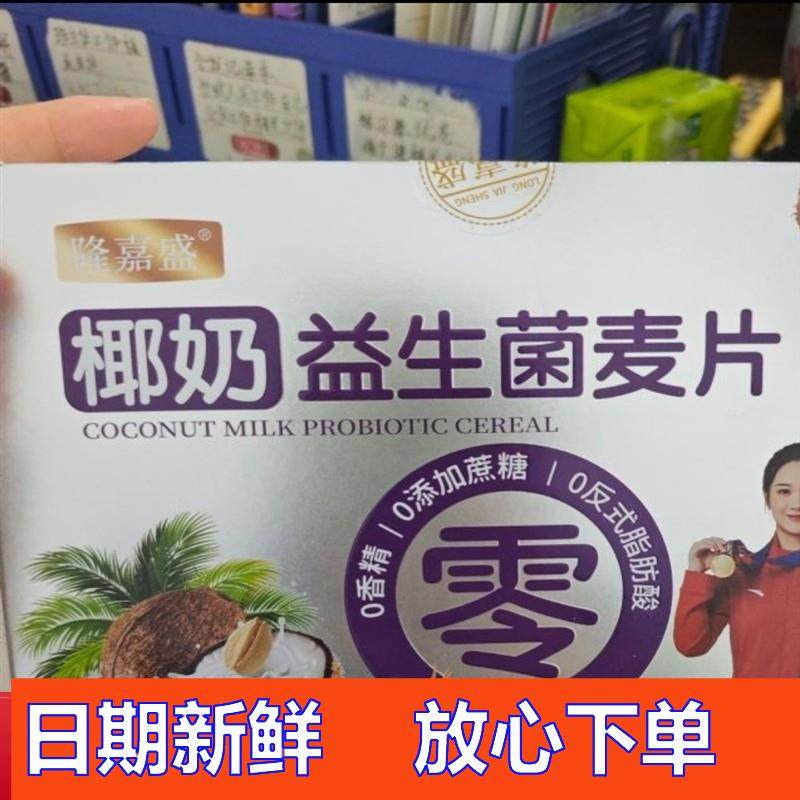 LONG JIA SHENG
隆嘉盛®
椰奶 益生菌麦片
COCONUT MILK PROBIOTIC CEREAL
0香精 | 0添加蔗糖 | 0反式脂肪酸
零
日期新鲜 放心下单